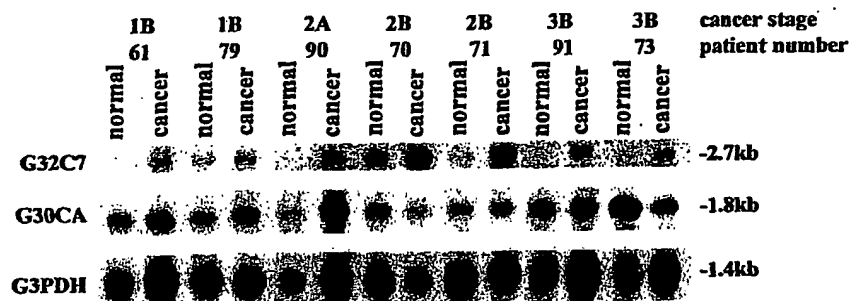 1B 1B 2A 2B 2B 3B 3B cancer stage
61 79 90 70 71 91 73 patient number
normal cancer normal cancer normal cancer normal cancer normal cancer normal cancer normal cancer
G32C7 -2.7kb
G30CA -1.8kb
G3PDH -1.4kb